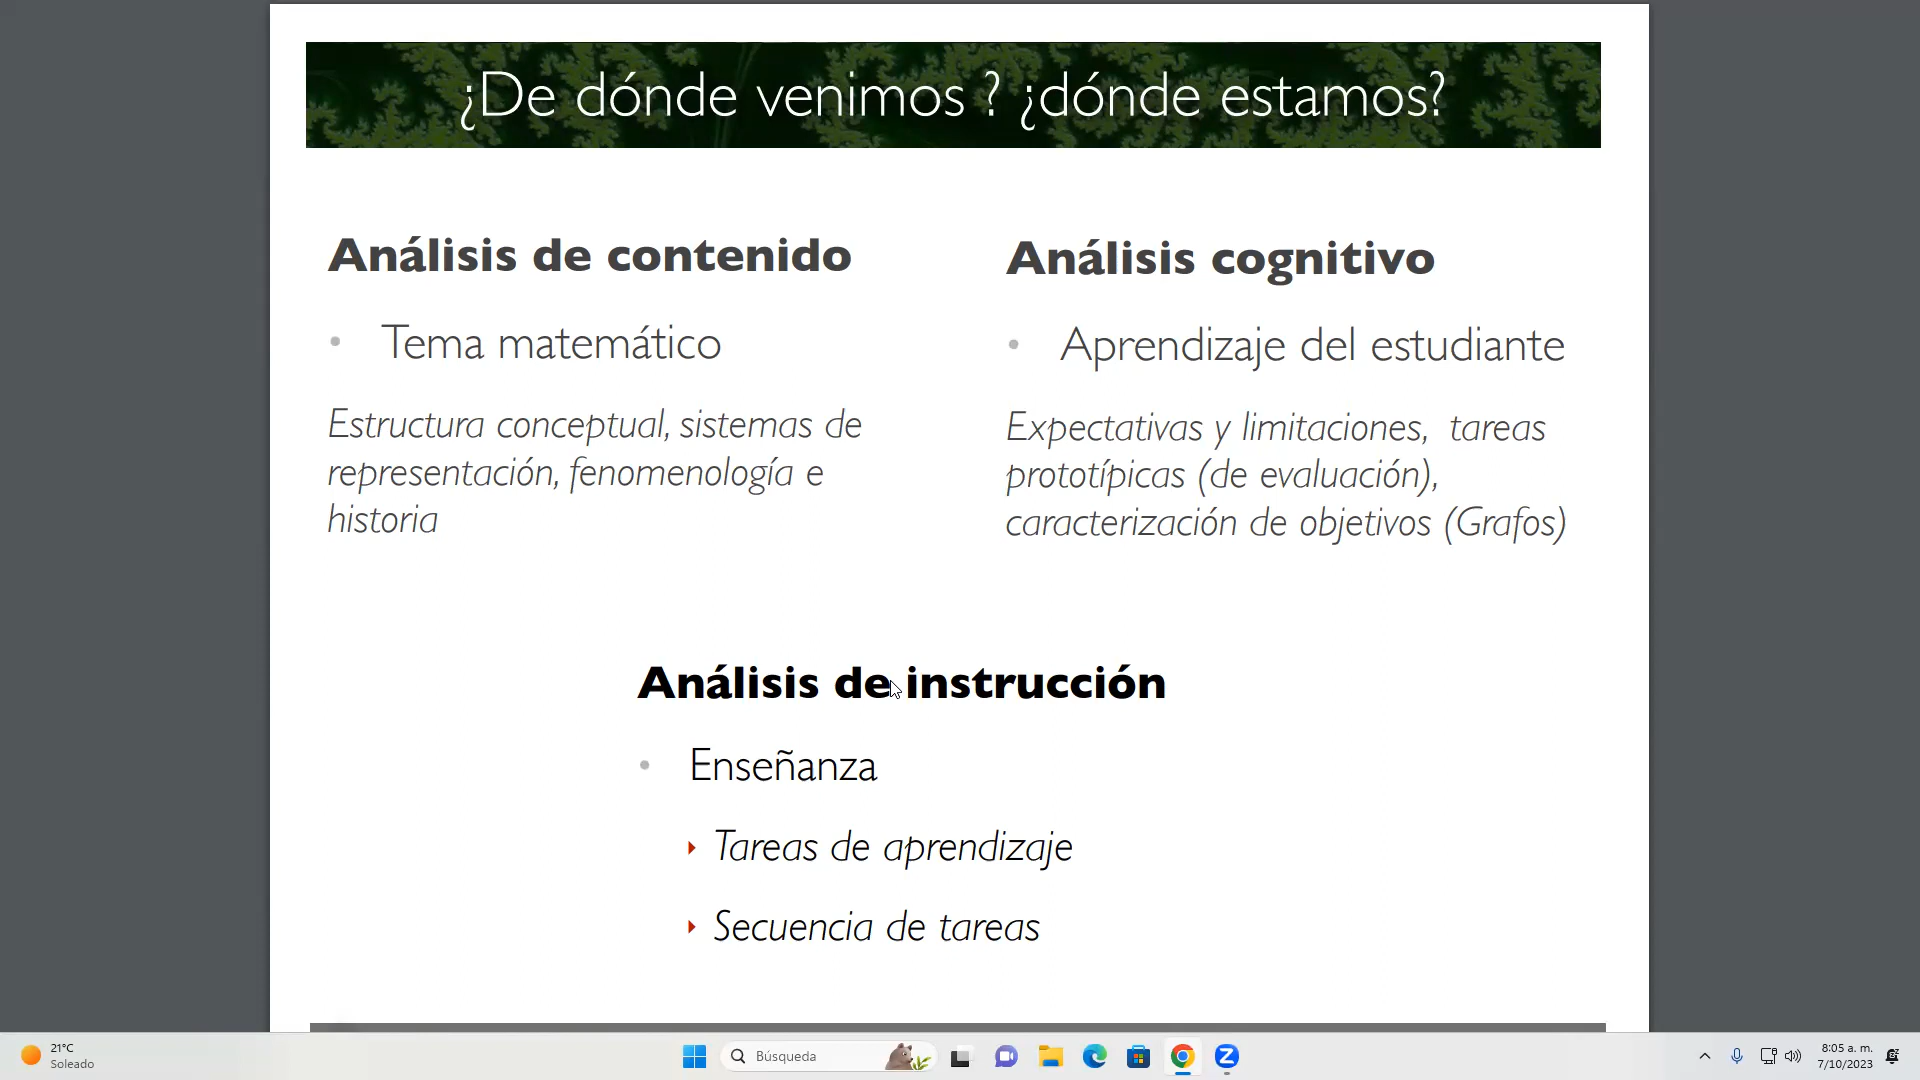 ¿De dónde venimos ? ¿dónde estamos?
Análisis de contenido
• Tema matemático
Estructura conceptual, sistemas de
representación, fenomenología e
historia
Análisis cognitivo
• Aprendizaje del estudiante
Expectativas y limitaciones, tareas
prototípicas (de evaluación),
caracterización de objetivos (Grafos)
Análisis de instrucción
• Enseñanza
Tareas de aprendizaje
Secuencia de tareas
21°C
Soleado
Búsqueda
8:05 a. m.
7/10/2023